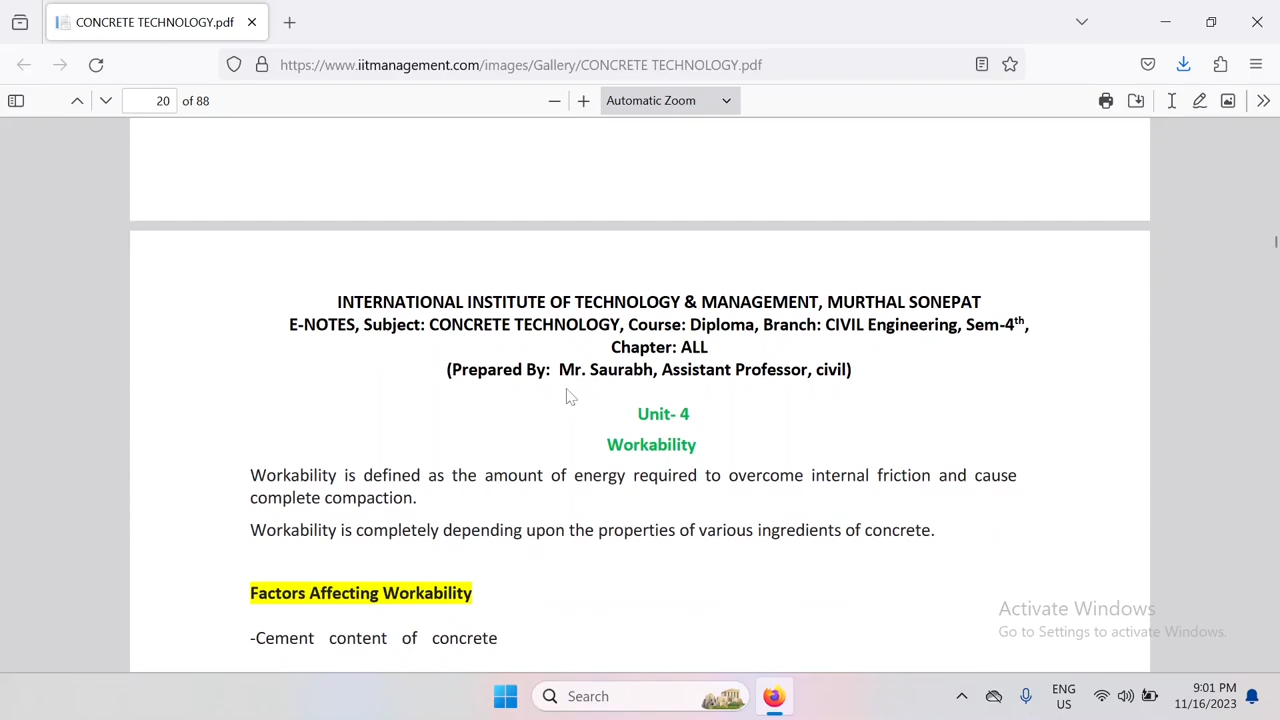 CONCRETE TECHNOLOGY.pdf
https://www.iitmanagement.com/images/Gallery/CONCRETE TECHNOLOGY.pdf
20 of 88
Automatic Zoom
INTERNATIONAL INSTITUTE OF TECHNOLOGY & MANAGEMENT, MURTHAL SONEPAT
E-NOTES, Subject: CONCRETE TECHNOLOGY, Course: Diploma, Branch: CIVIL Engineering, Sem-4th,
Chapter: ALL
(Prepared By: Mr. Saurabh, Assistant Professor, civil)
Unit- 4
Workability
Workability is defined as the amount of energy required to overcome internal friction and cause
complete compaction.
Workability is completely depending upon the properties of various ingredients of concrete.
Factors Affecting Workability
-Cement content of concrete
Activate Windows
Go to Settings to activate Windows.
Search
ENG
US
9:01 PM
11/16/2023